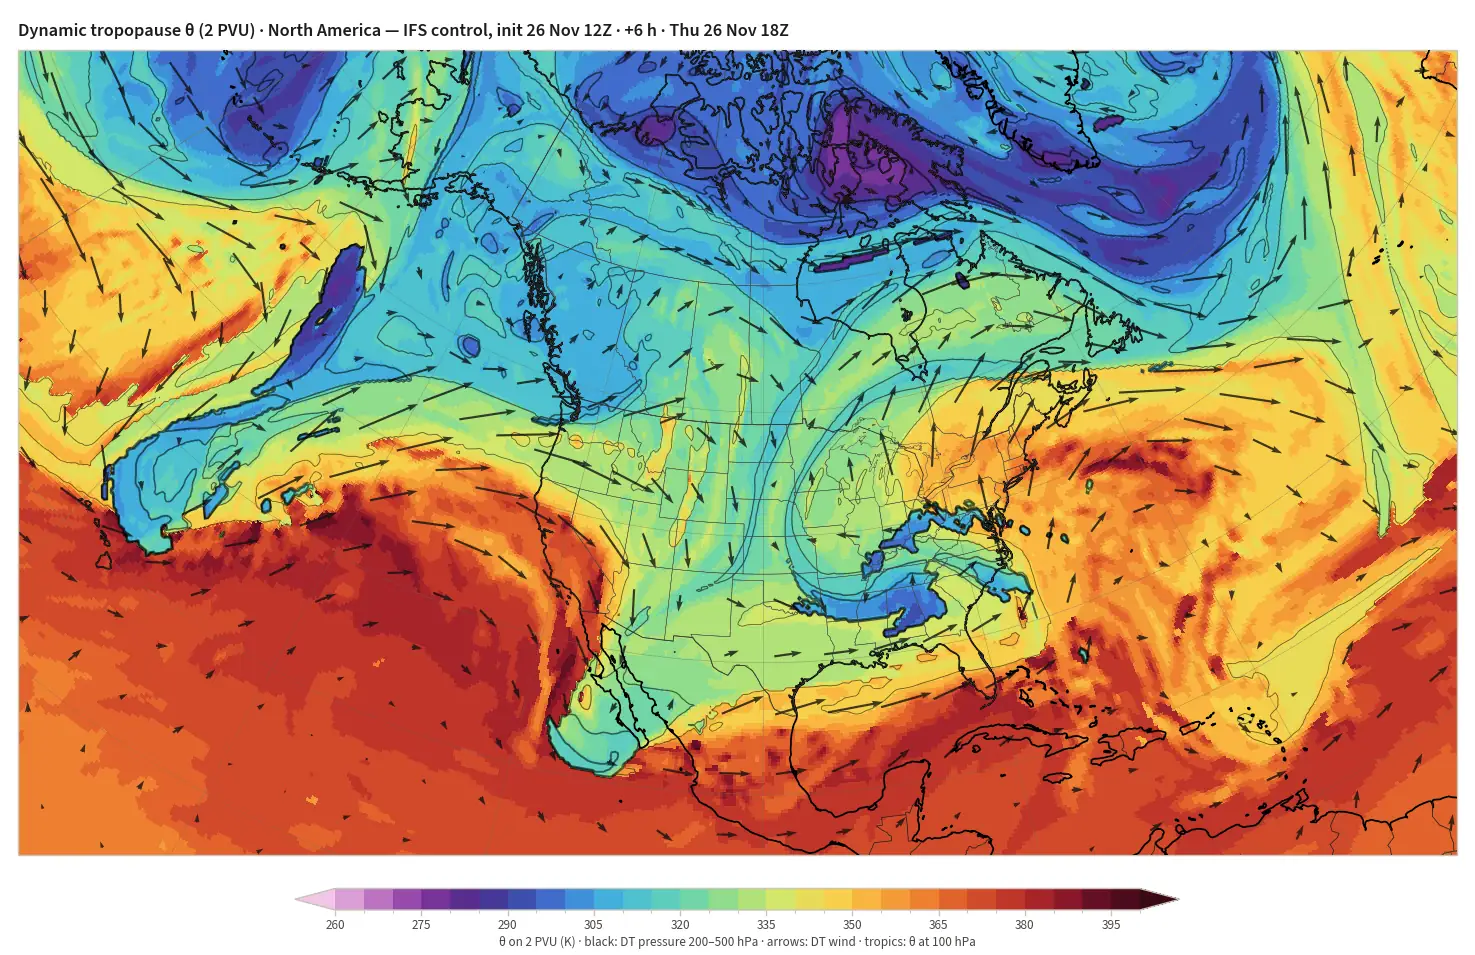 Dynamic tropopause θ (2 PVU) · North America — IFS control, init 26 Nov 12Z · +6 h · Thu 26 Nov 18Z
260 275 290 305 320 335 350 365 380 395
θ on 2 PVU (K) · black: DT pressure 200–500 hPa · arrows: DT wind · tropics: θ at 100 hPa